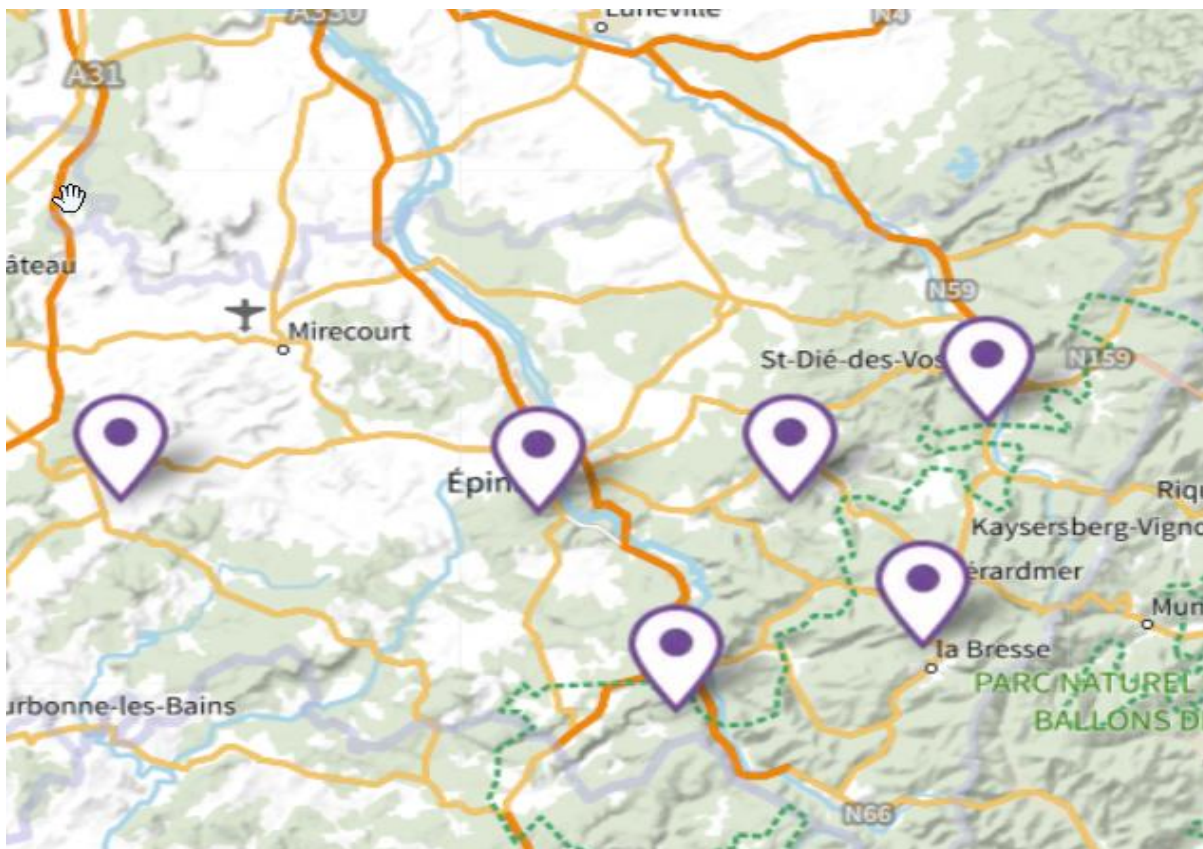 A330
Lunéville
N4
A31
âteau
N59
Mirecourt
St-Dié-des-Vos
N159
Épin
Riqu
Kaysersberg-Vigno
érardmer
Mun
la Bresse
PARC NATUREL
urbonne-les-Bains
BALLONS D
N66